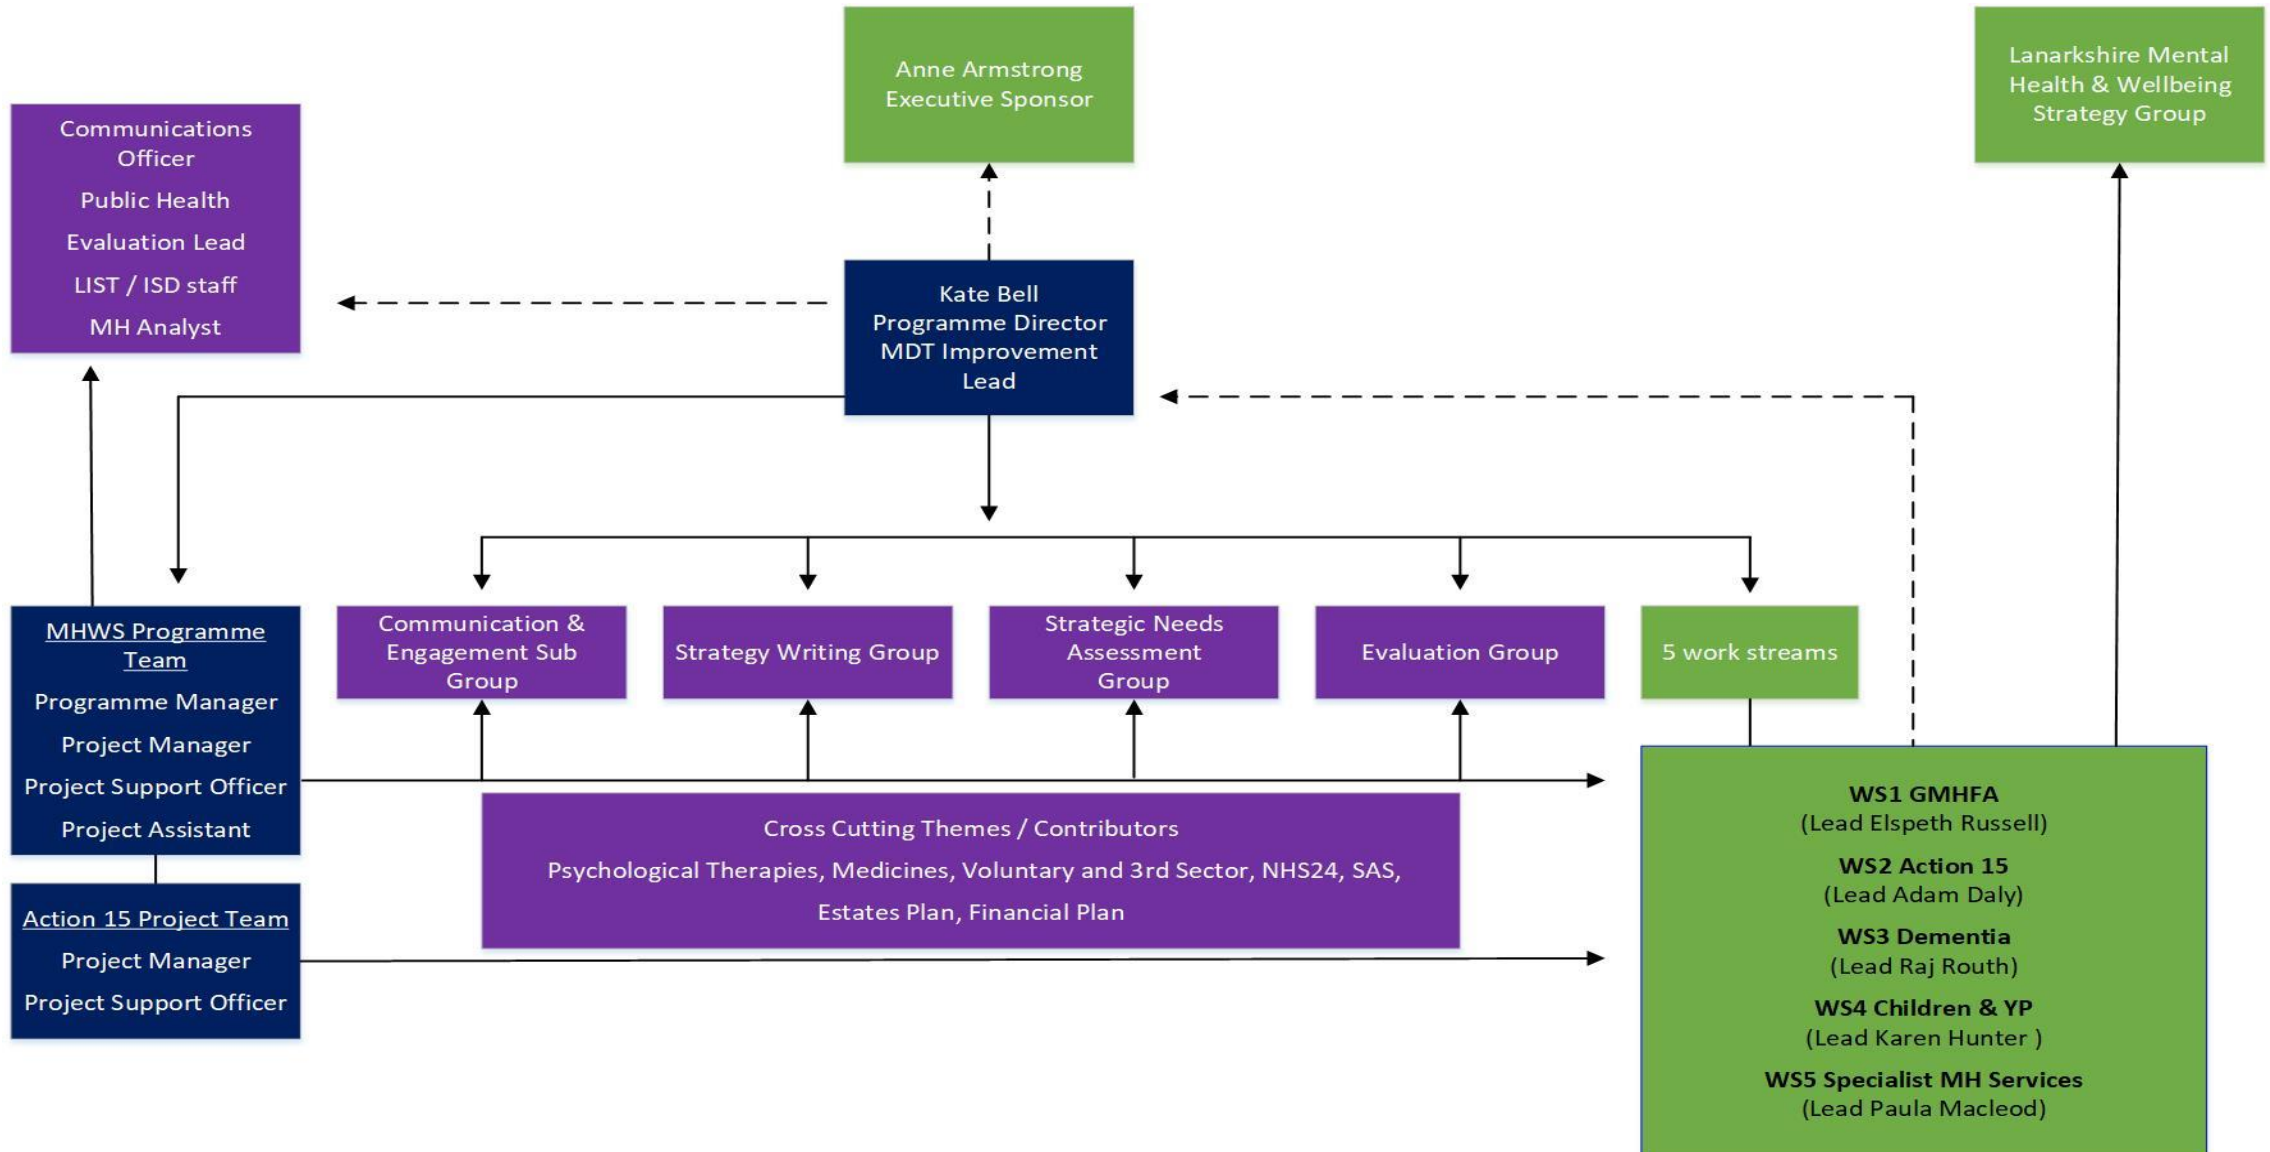 Anne Armstrong
Executive Sponsor
Lanarkshire Mental
Health & Wellbeing
Strategy Group
Communications
Officer
Public Health
Evaluation Lead
LIST / ISD staff
MH Analyst
Kate Bell
Programme Director
MDT Improvement
Lead
MHWS Programme
Team
Programme Manager
Project Manager
Project Support Officer
Project Assistant
Communication &
Engagement Sub
Group
Strategy Writing Group
Strategic Needs
Assessment
Group
Evaluation Group
5 work streams
Cross Cutting Themes / Contributors
Psychological Therapies, Medicines, Voluntary and 3rd Sector, NHS24, SAS,
Estates Plan, Financial Plan
Action 15 Project Team
Project Manager
Project Support Officer
WS1 GMHFA
(Lead Elspeth Russell)
WS2 Action 15
(Lead Adam Daly)
WS3 Dementia
(Lead Raj Routh)
WS4 Children & YP
(Lead Karen Hunter )
WS5 Specialist MH Services
(Lead Paula Macleod)